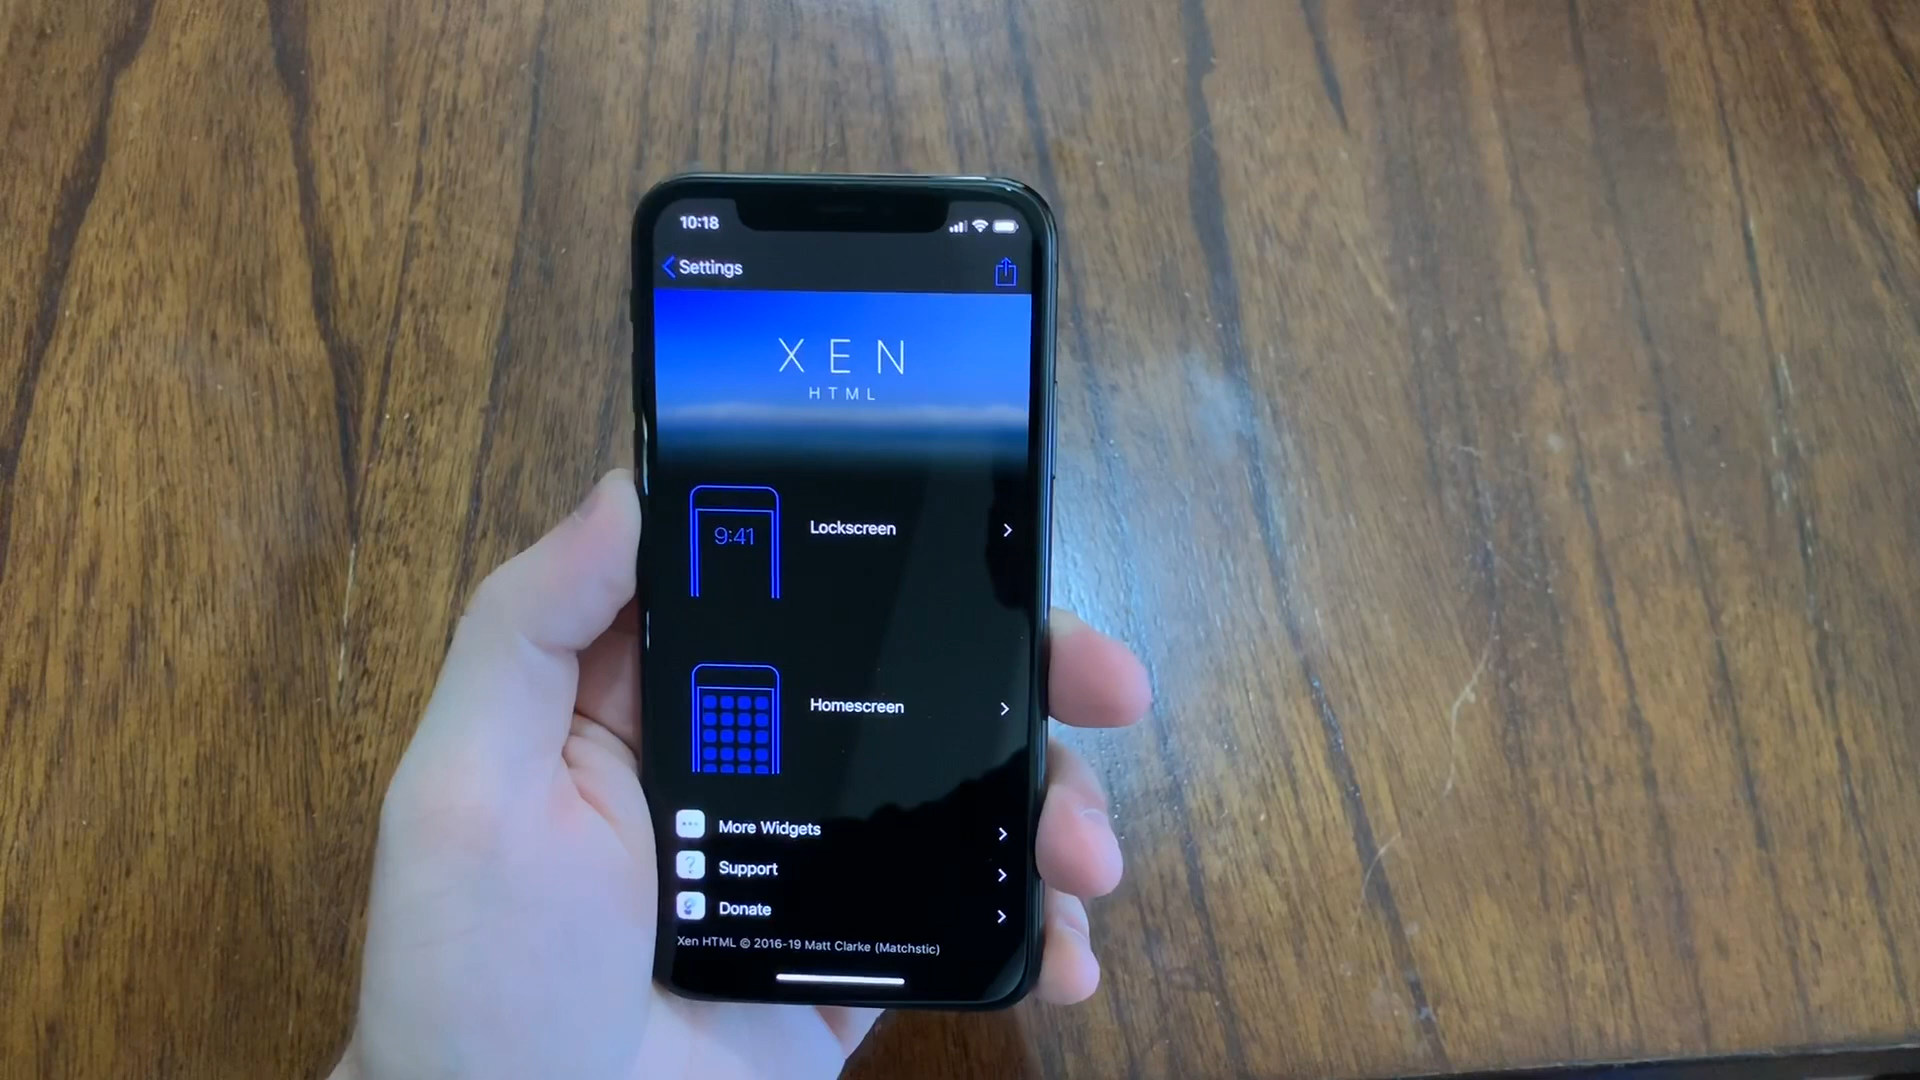 10:18
Settings
XEN
HTML
9:41
Lockscreen
Homescreen
More Widgets
? Support
Donate
Xen HTML © 2016-19 Matt Clarke (Matchstic)